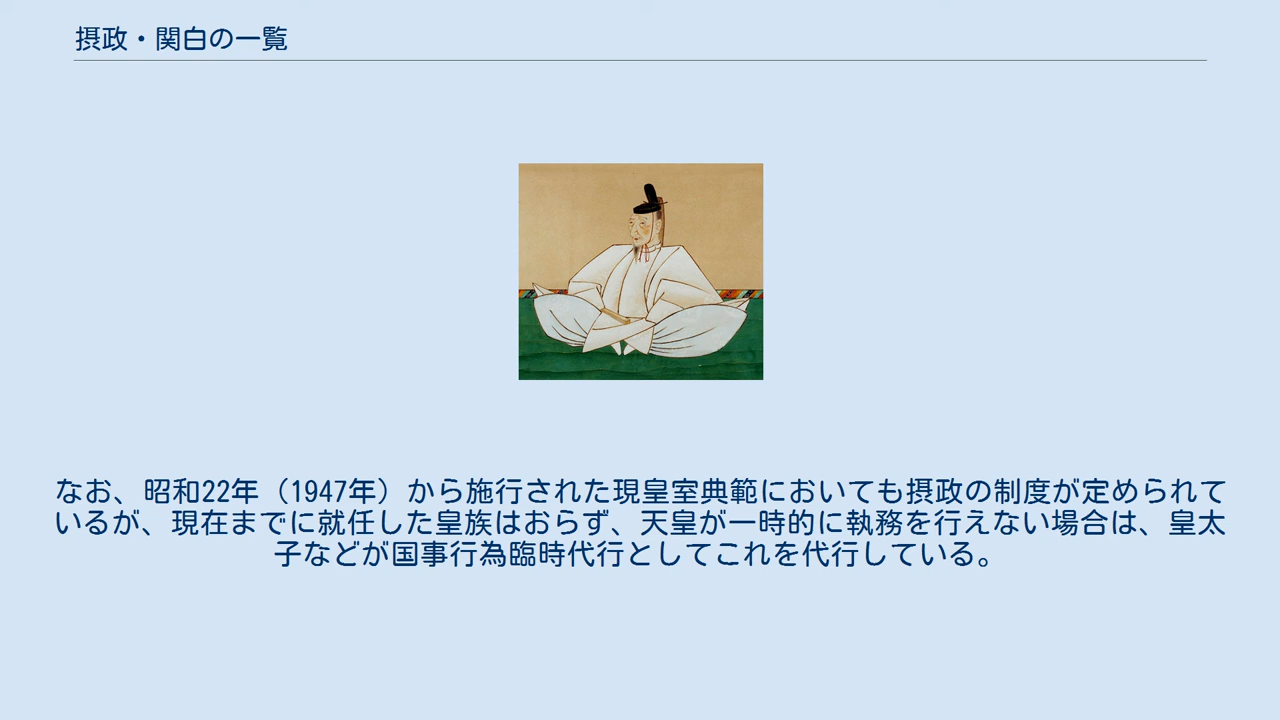 摂政・関白の一覧
なお、昭和22年（1947年）から施行された現皇室典範においても摂政の制度が定められて
いるが、現在までに就任した皇族はおらず、天皇が一時的に執務を行えない場合は、皇太
子などが国事行為臨時代行としてこれを代行している。